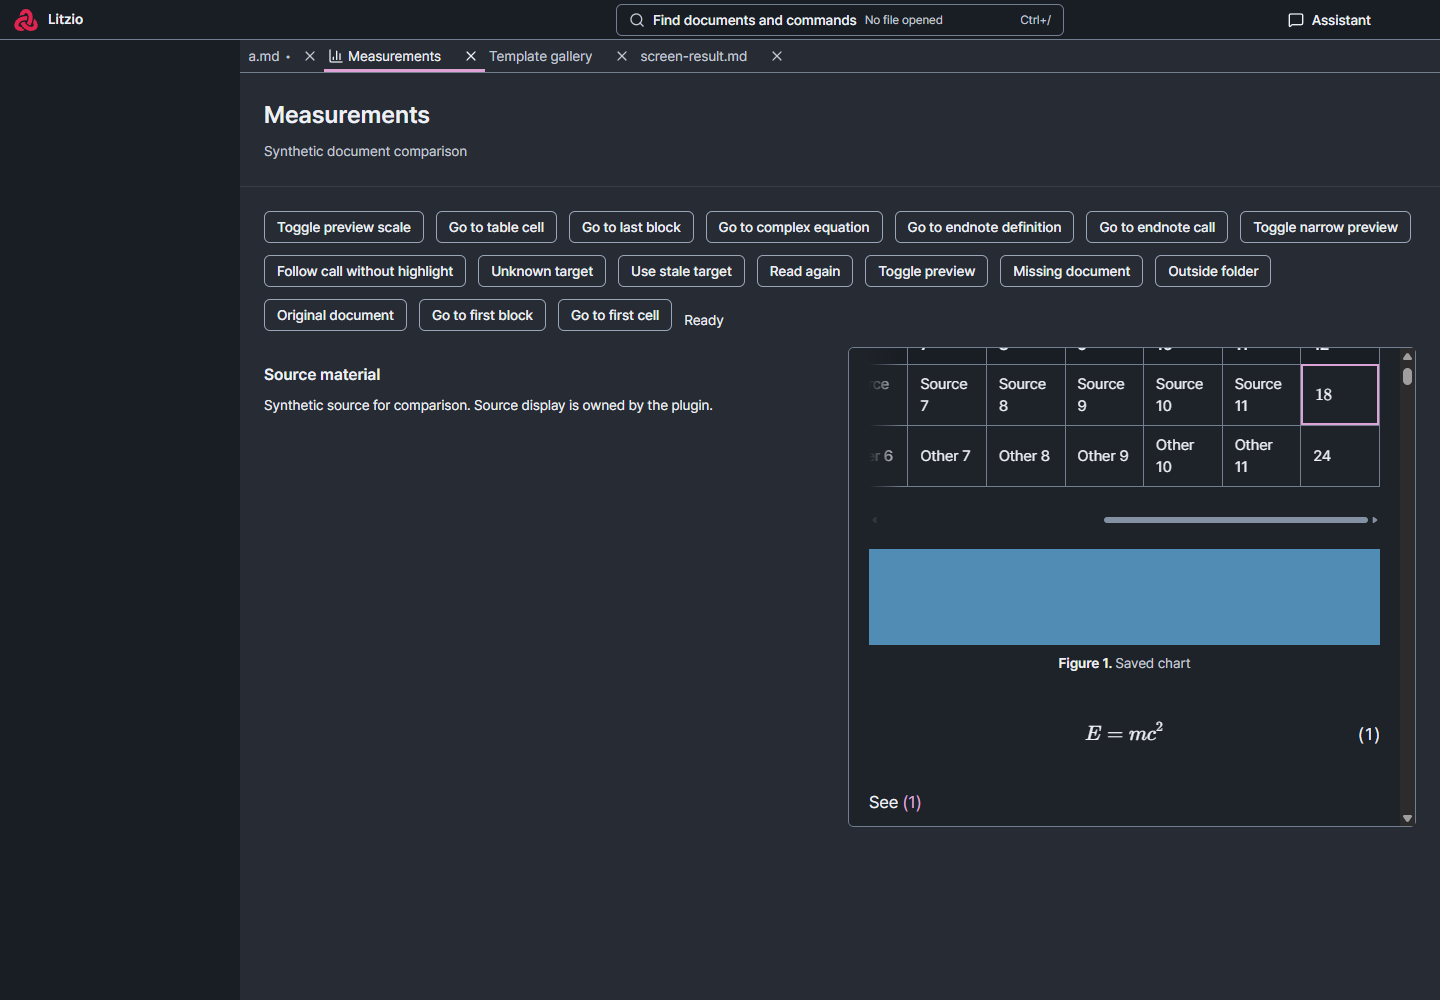 Litzio
Find documents and commands No file opened Ctrl+/
Assistant
a.md •
Measurements
Template gallery
screen-result.md
Measurements
Synthetic document comparison
Toggle preview scale
Go to table cell
Go to last block
Go to complex equation
Go to endnote definition
Go to endnote call
Toggle narrow preview
Follow call without highlight
Unknown target
Use stale target
Read again
Toggle preview
Missing document
Outside folder
Original document
Go to first block
Go to first cell
Ready
Source material
Synthetic source for comparison. Source display is owned by the plugin.
Source 7
Source 8
Source 9
Source 10
Source 11
18
6
Other 7
Other 8
Other 9
Other 10
Other 11
24
Figure 1. Saved chart
E = mc² (1)
See (1)